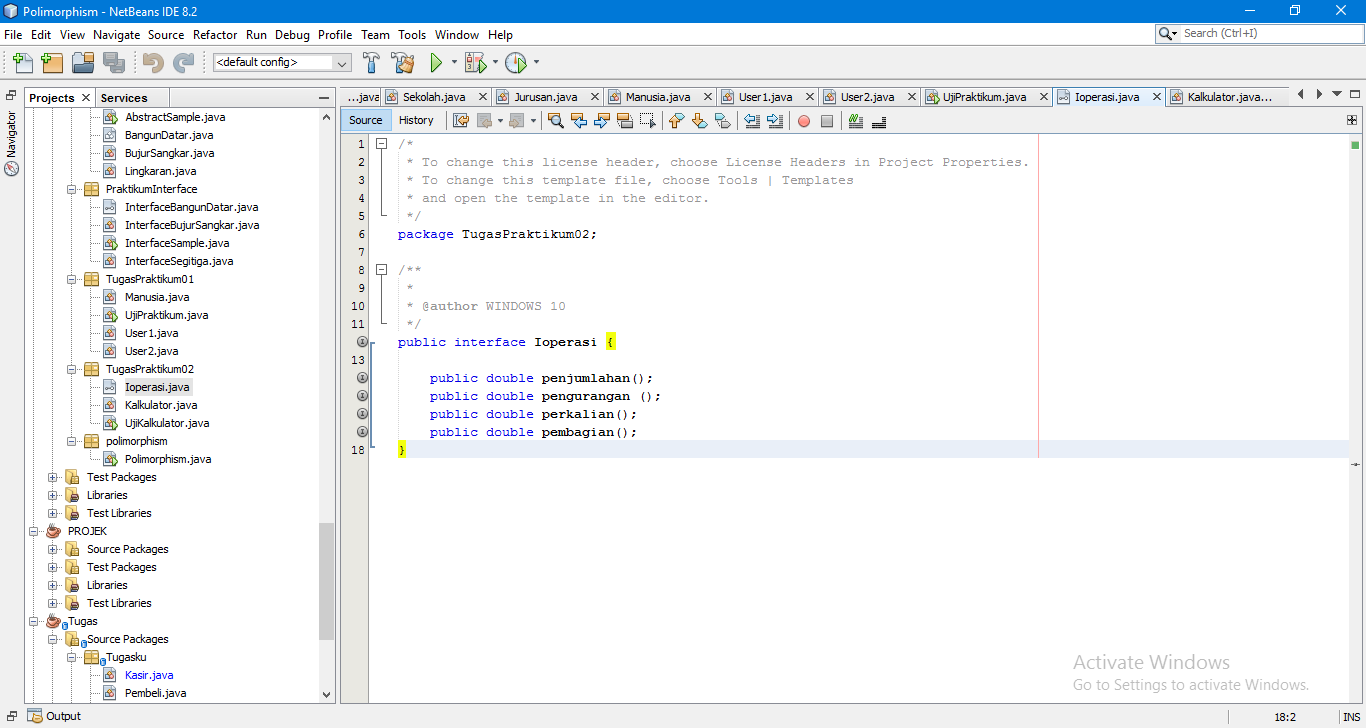 Polimorphism - NetBeans IDE 8.2
File Edit View Navigate Source Refactor Run Debug Profile Team Tools Window Help
Search (Ctrl+I)
<default config>
Projects
Services
Navigator
AbstractSample.java
BangunDatar.java
BujurSangkar.java
Lingkaran.java
PraktikumInterface
InterfaceBangunDatar.java
InterfaceBujurSangkar.java
InterfaceSample.java
InterfaceSegitiga.java
TugasPraktikum01
Manusia.java
UjiPraktikum.java
User1.java
User2.java
TugasPraktikum02
Ioperasi.java
Kalkulator.java
UjiKalkulator.java
polimorphism
Polimorphism.java
Test Packages
Libraries
Test Libraries
PROJEK
Source Packages
Test Packages
Libraries
Test Libraries
Tugas
Source Packages
Tugasku
Kasir.java
Pembeli.java
...java Sekolah.java Jurusan.java Manusia.java User1.java User2.java UjiPraktikum.java Ioperasi.java Kalkulator.java...
Source History
1 /*
2 * To change this license header, choose License Headers in Project Properties.
3 * To change this template file, choose Tools | Templates
4 * and open the template in the editor.
5 */
6 package TugasPraktikum02;
7
8 /**
9 *
10 * @author WINDOWS 10
11 */
public interface Ioperasi {
13
public double penjumlahan();
public double pengurangan ();
public double perkalian();
public double pembagian();
18 }
Activate Windows
Go to Settings to activate Windows.
Output
18:2 INS